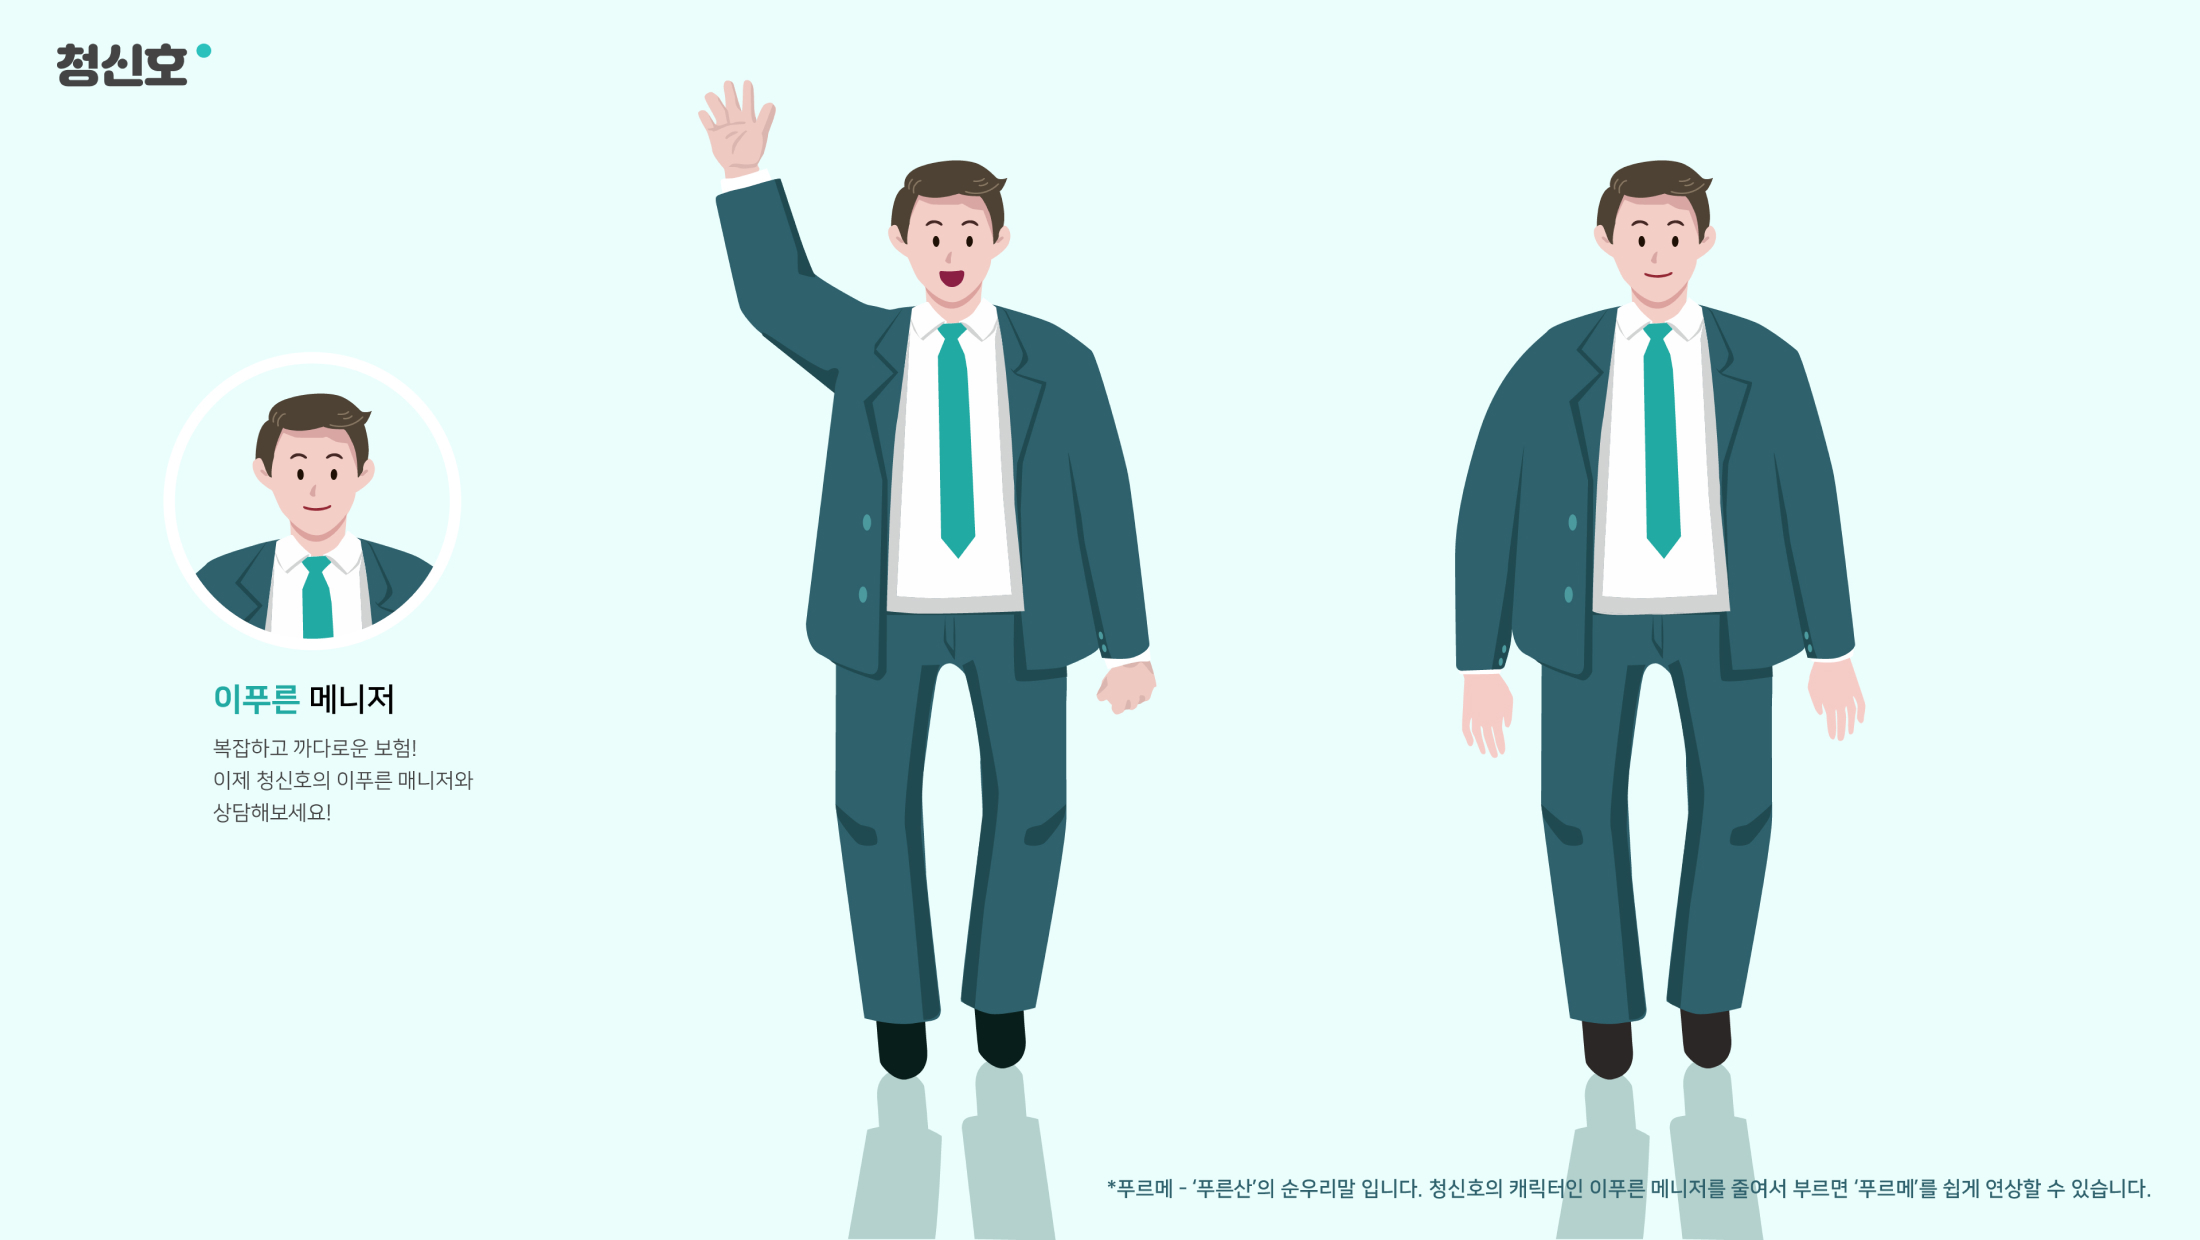 청신호
이푸른 메니저
복잡하고 까다로운 보험!
이제 청신호의 이푸른 매니저와
상담해보세요!
*푸르메 - ‘푸른산’의 순우리말 입니다. 청신호의 캐릭터인 이푸른 메니저를 줄여서 부르면 ‘푸르메’를 쉽게 연상할 수 있습니다.